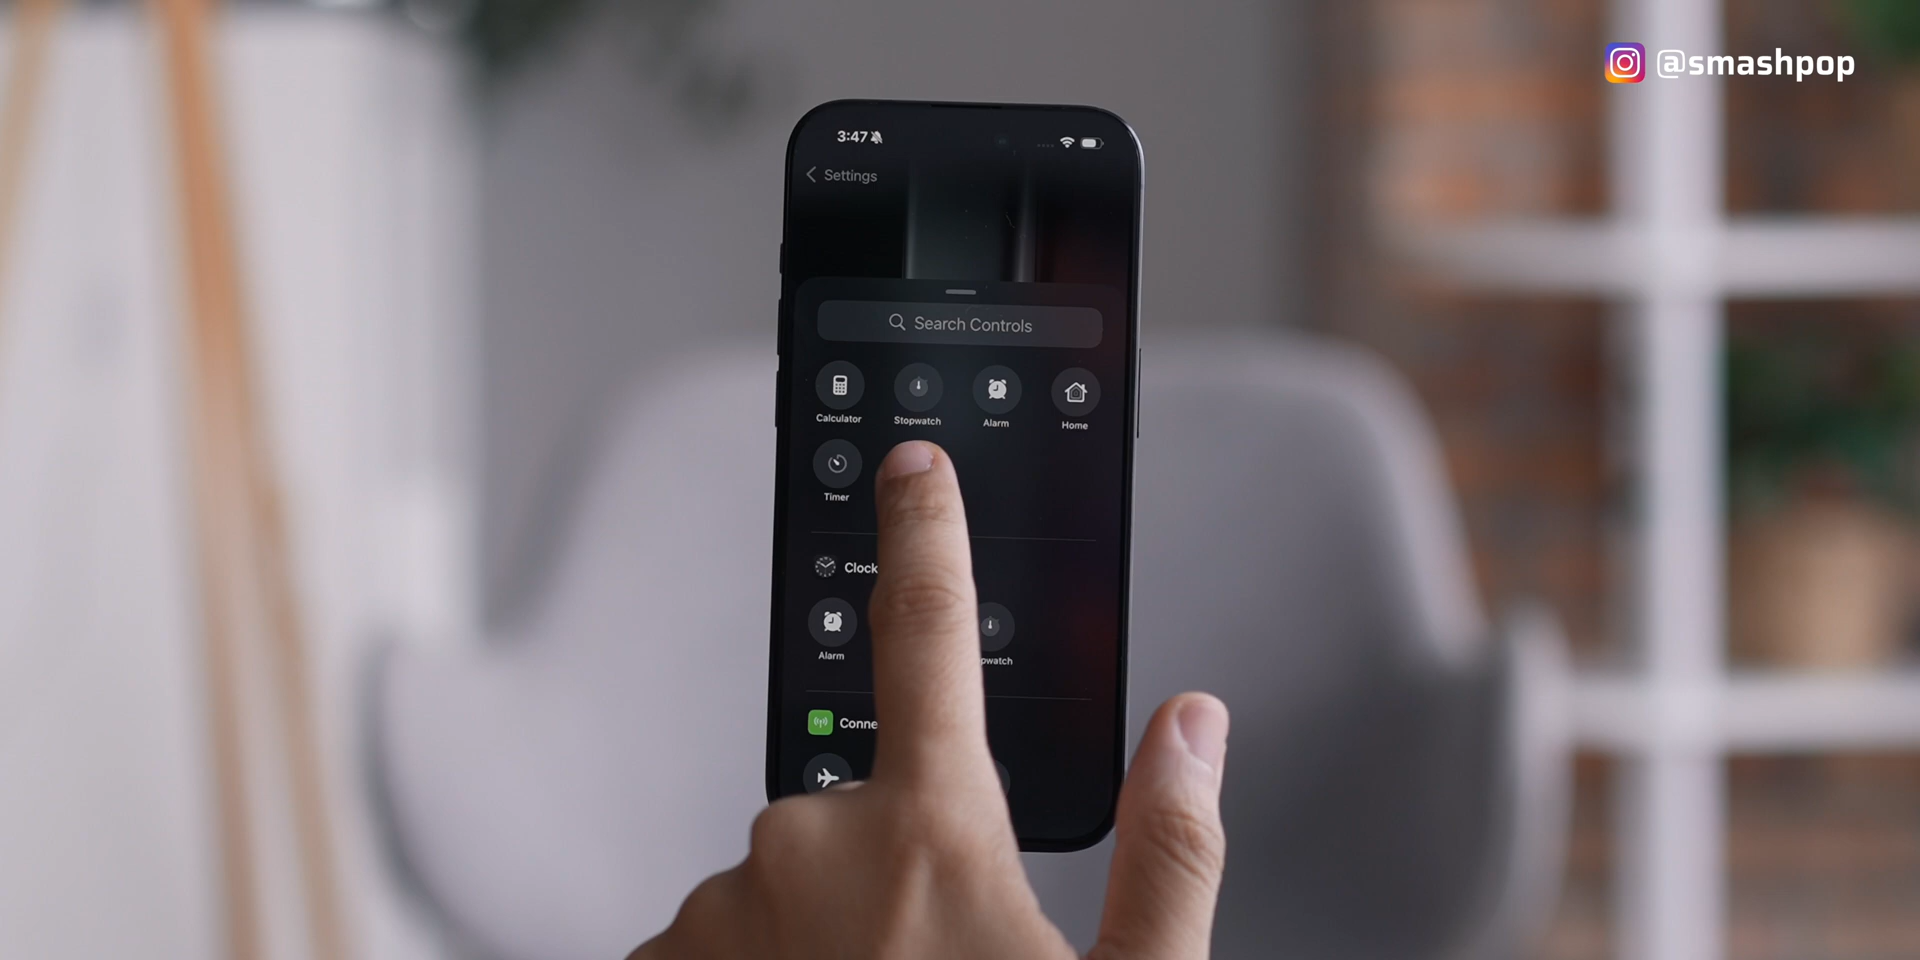 @smashpop
3:47
Settings
Search Controls
Calculator
Stopwatch
Alarm
Home
Timer
Clock
Alarm
pwatch
Conne